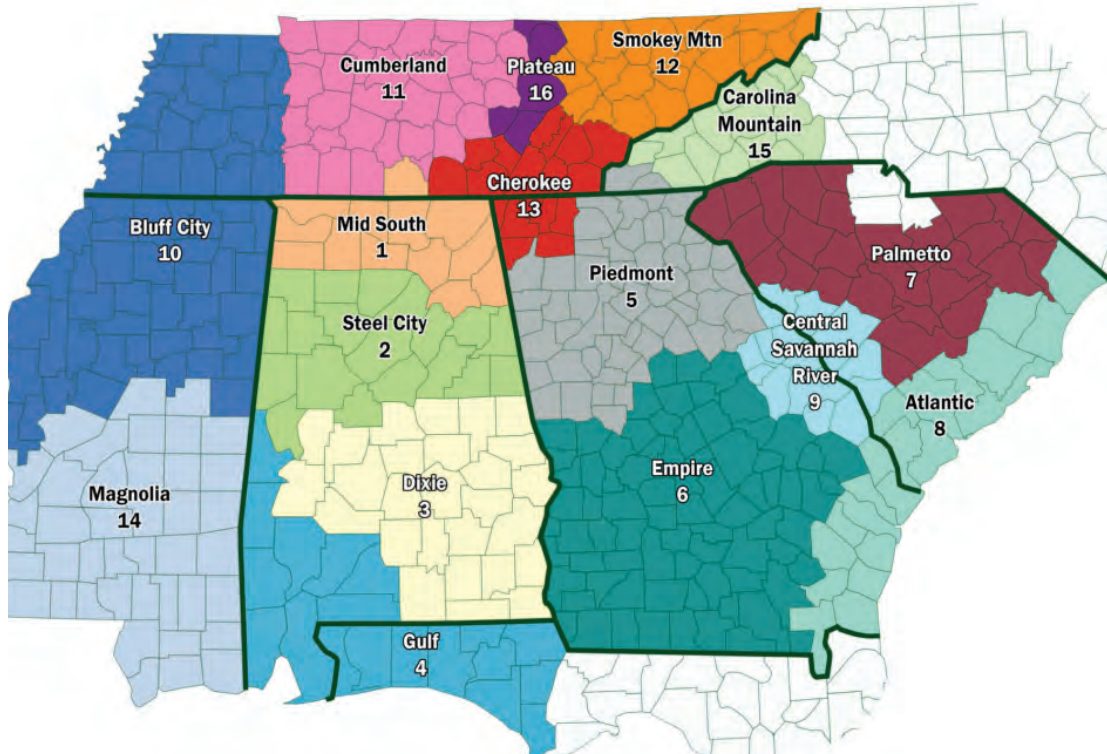 Smokey Mtn
12
Cumberland
11
Plateau
16
Carolina
Mountain
15
Cherokee
13
Bluff City
10
Mid South
1
Palmetto
7
Piedmont
5
Steel City
2
Central
Savannah
River
9
Atlantic
8
Empire
6
Dixie
3
Magnolia
14
Gulf
4